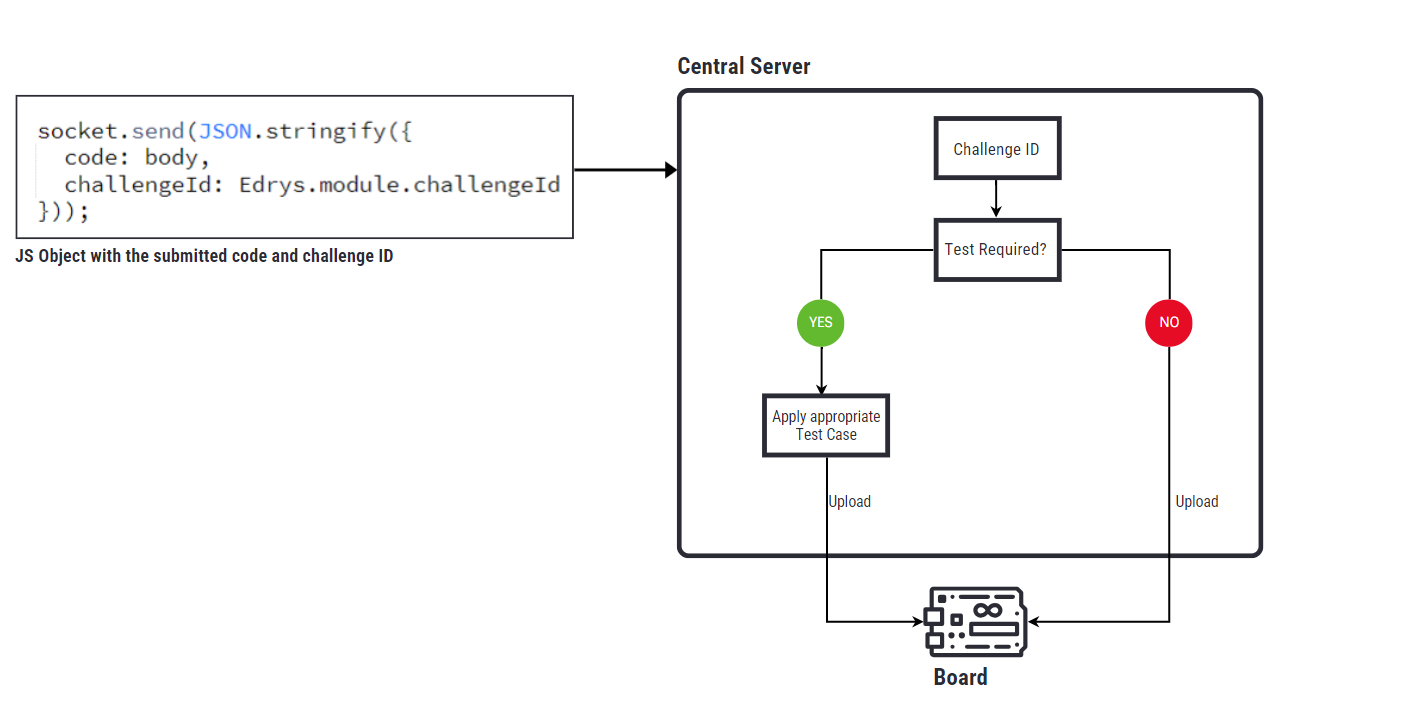 Central Server
socket.send(JSON.stringify({
code: body,
challengeId: Edrys.module.challengeId
}));
JS Object with the submitted code and challenge ID
Challenge ID
Test Required?
YES
NO
Apply appropriate
Test Case
Upload
Upload
Board